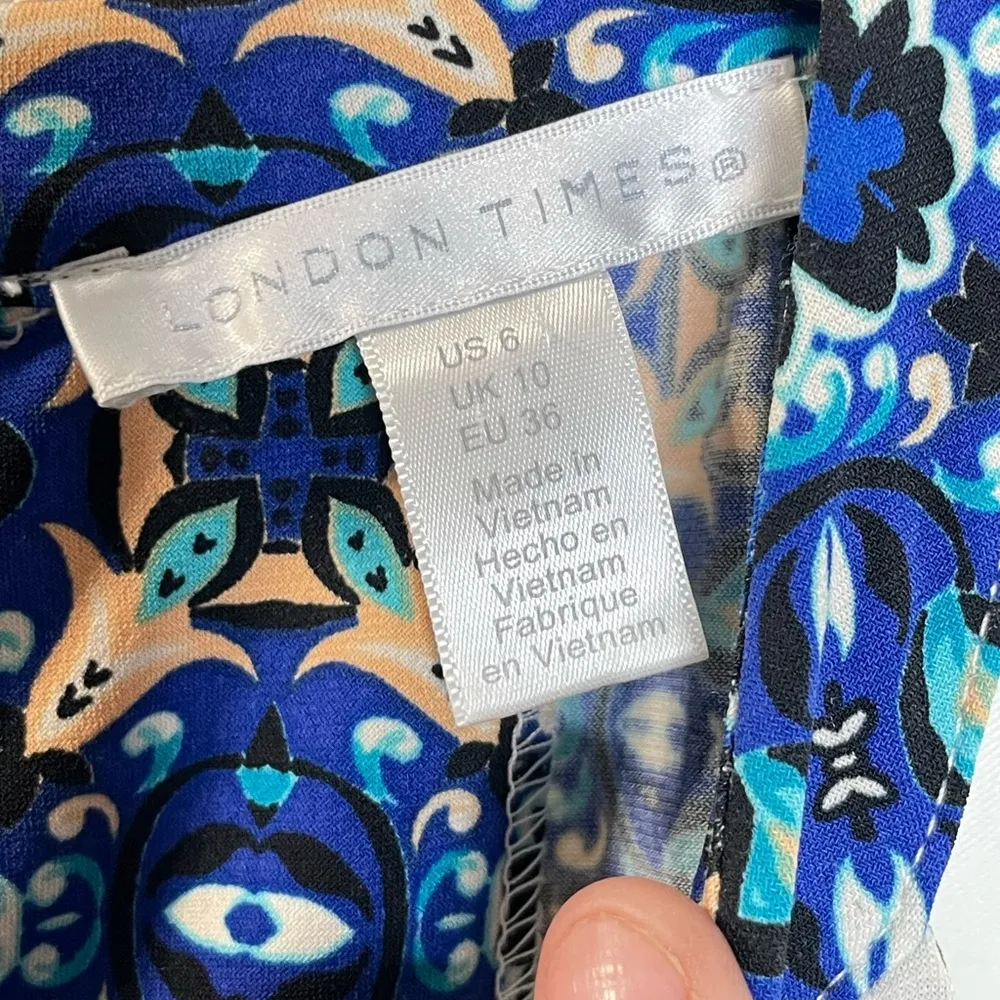 LONDON TIMES®
US 6
UK 10
EU 36
Made in
Vietnam
Hecho en
Vietnam
Fabrique
en Vietnam